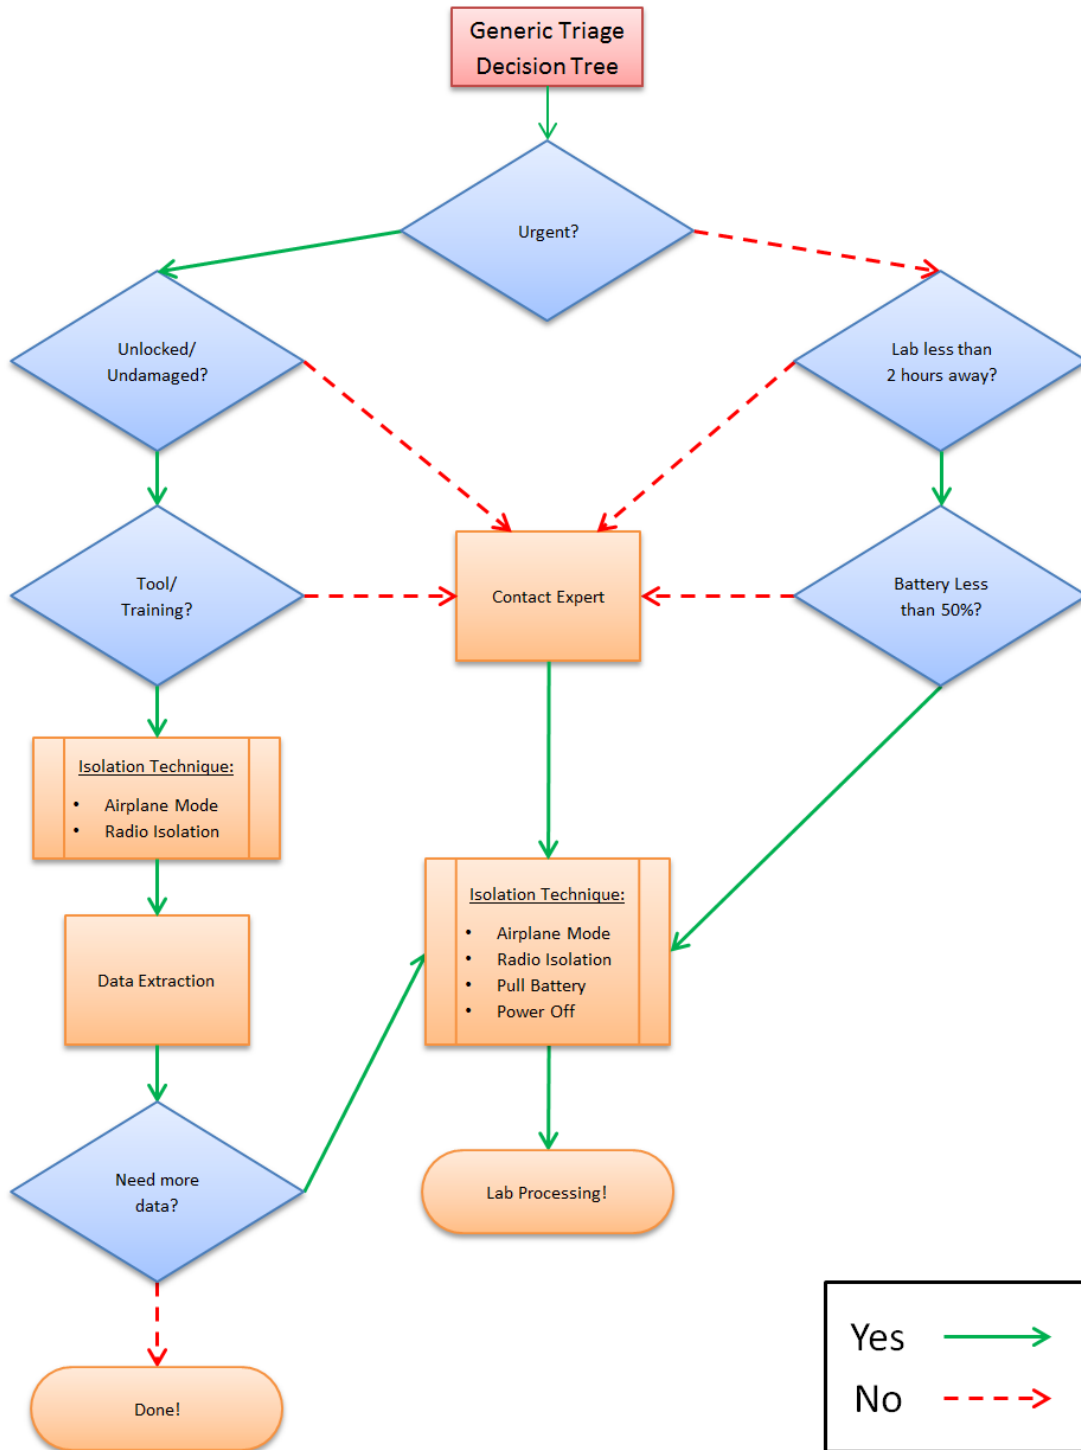 Generic Triage
Decision Tree
Urgent?
Unlocked/
Undamaged?
Lab less than
2 hours away?
Tool/
Training?
Contact Expert
Battery Less
than 50%?
Isolation Technique:
• Airplane Mode
• Radio Isolation
Isolation Technique:
• Airplane Mode
• Radio Isolation
• Pull Battery
• Power Off
Data Extraction
Need more
data?
Lab Processing!
Done!
Yes
No